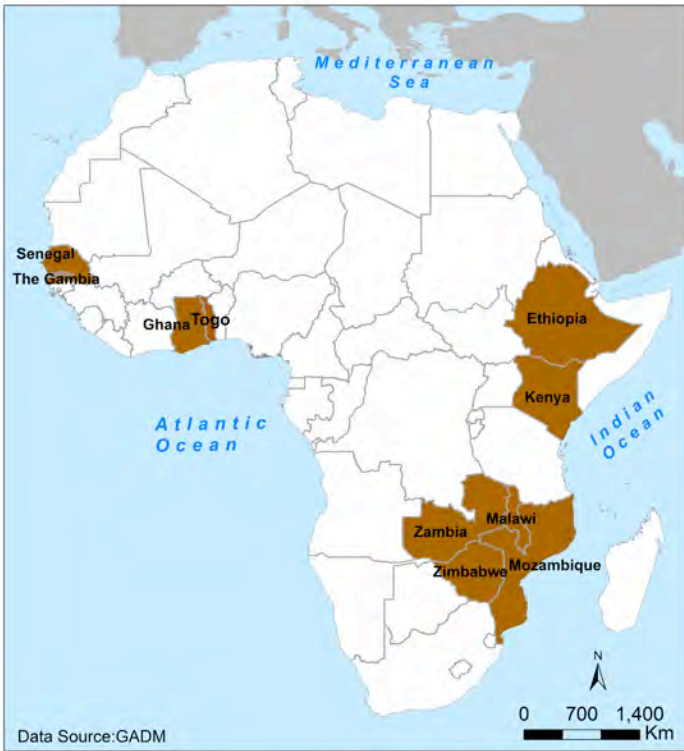 Mediterranean
Sea
Senegal
The Gambia
Ghana
Togo
Ethiopia
Kenya
Atlantic
Ocean
Indian
Ocean
Malawi
Zambia
Mozambique
Zimbabwe
N
0 700 1,400
Km
Data Source:GADM